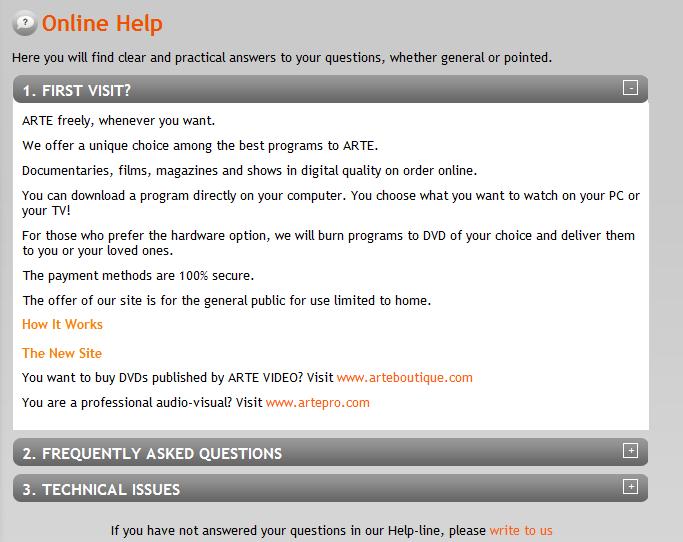 Online Help
Here you will find clear and practical answers to your questions, whether general or pointed.
1. FIRST VISIT?
ARTE freely, whenever you want.
We offer a unique choice among the best programs to ARTE.
Documentaries, films, magazines and shows in digital quality on order online.
You can download a program directly on your computer. You choose what you want to watch on your PC or
your TV!
For those who prefer the hardware option, we will burn programs to DVD of your choice and deliver them
to you or your loved ones.
The payment methods are 100% secure.
The offer of our site is for the general public for use limited to home.
How It Works
The New Site
You want to buy DVDs published by ARTE VIDEO? Visit www.arteboutique.com
You are a professional audio-visual? Visit www.artepro.com
2. FREQUENTLY ASKED QUESTIONS
3. TECHNICAL ISSUES
If you have not answered your questions in our Help-line, please write to us